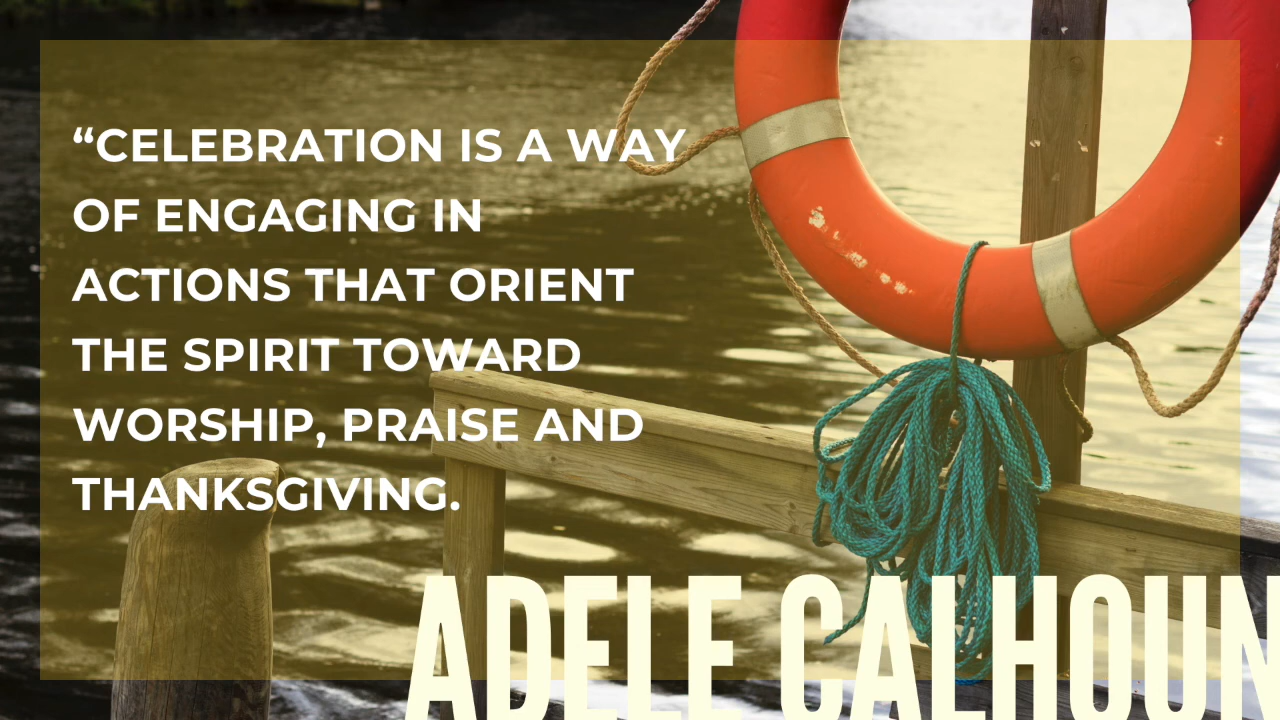 “CELEBRATION IS A WAY
OF ENGAGING IN
ACTIONS THAT ORIENT
THE SPIRIT TOWARD
WORSHIP, PRAISE AND
THANKSGIVING.
ADELE CALHOUN